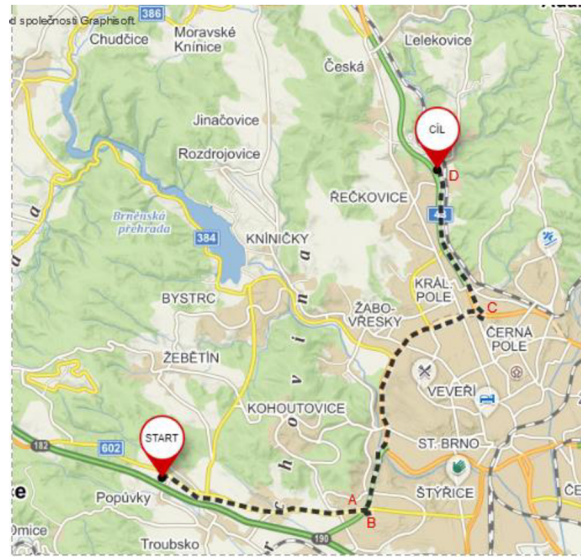 d společnosti Graphisoft.
386
Moravské
Knínice
Chudčice
Lelekovice
Česká
CÍL
D
Jinačovice
Rozdrojovice
ŘEČKOVICE
Brněnská
přehrada
384
KNÍNIČKY
BYSTRC
KRÁL.
POLE
C
ŽABO-
VŘESKY
ČERNÁ
POLE
ŽEBĚTÍN
VEVEŘÍ
KOHOUTOVICE
START
182
602
ST. BRNO
ŠTÝŘICE
ce
Popůvky
A
B
190
Omice
Troubsko